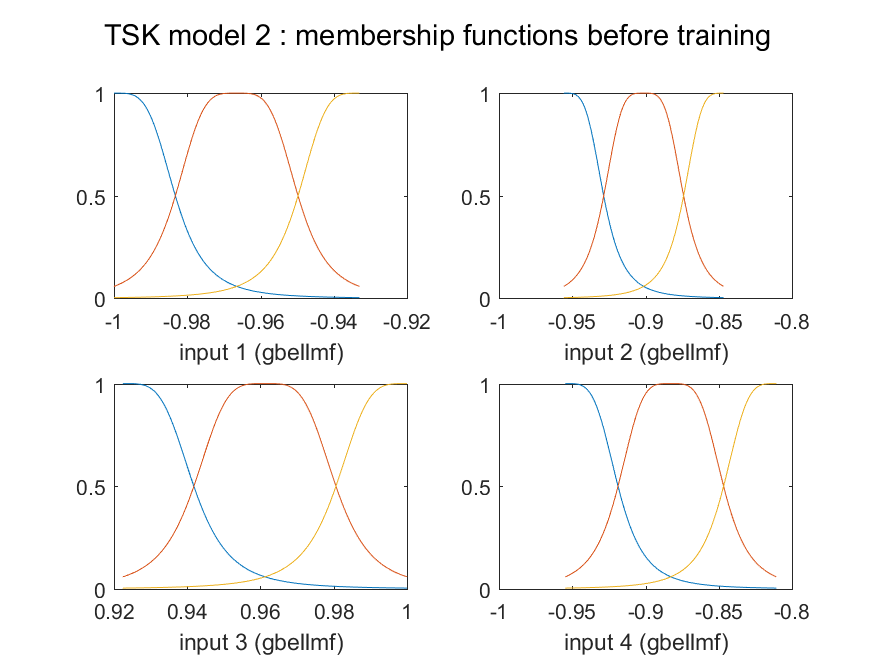 TSK model 2 : membership functions before training
1
0.5
0
-1 -0.98 -0.96 -0.94 -0.92
input 1 (gbellmf)
1
0.5
0
-1 -0.95 -0.9 -0.85 -0.8
input 2 (gbellmf)
1
0.5
0
0.92 0.94 0.96 0.98 1
input 3 (gbellmf)
1
0.5
0
-1 -0.95 -0.9 -0.85 -0.8
input 4 (gbellmf)